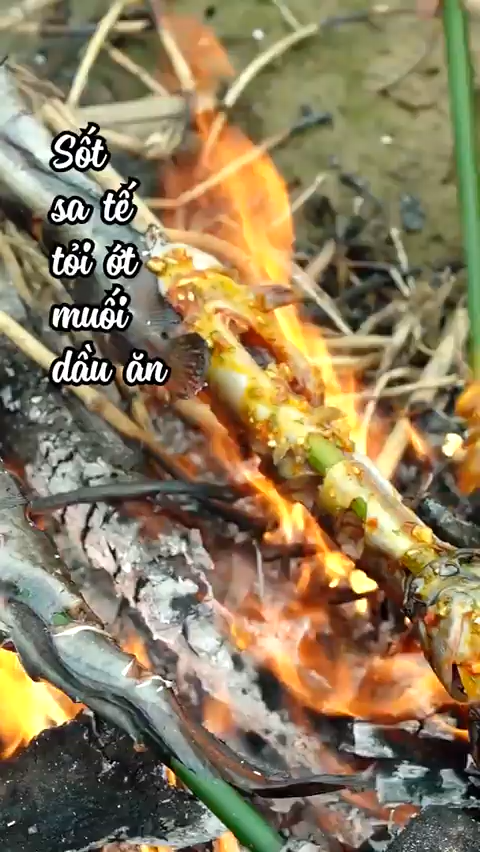 Sốt
sa tế
tỏi ớt
muối
dầu ăn